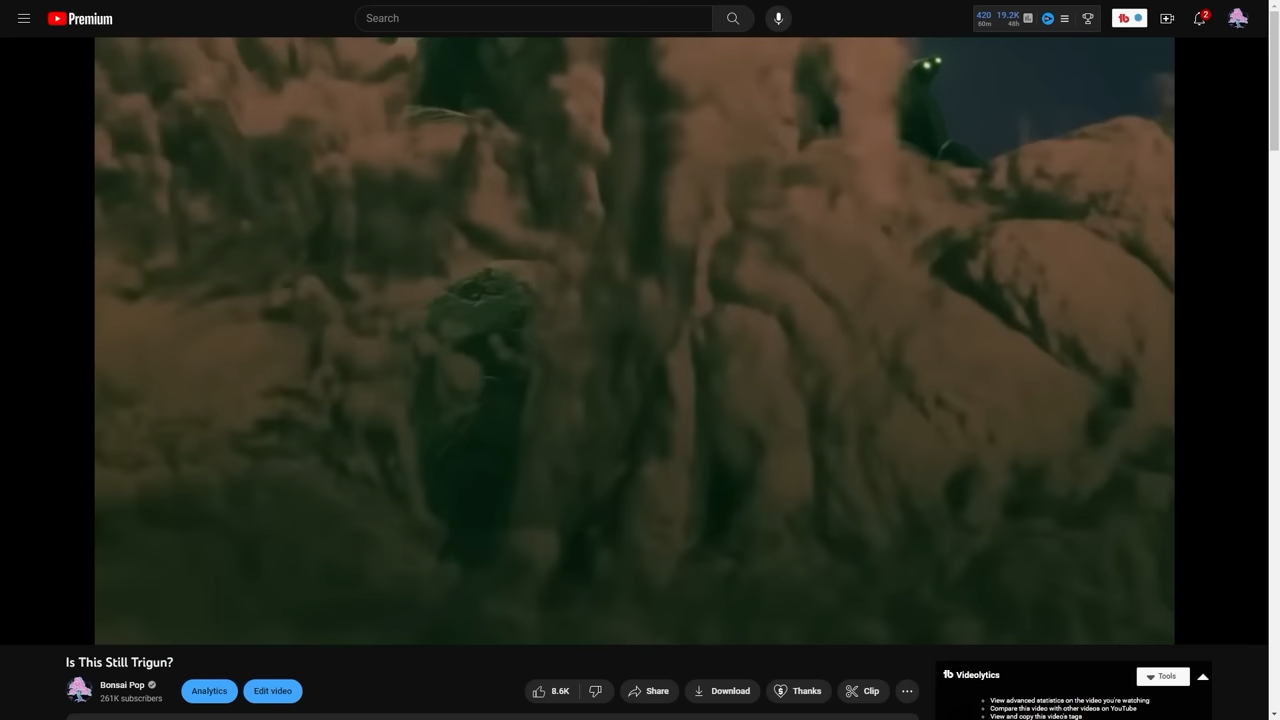 Premium
Search
420
60m
19.2K
48h
tb
2
Is This Still Trigun?
Bonsai Pop
261K subscribers
Analytics
Edit video
8.6K
Share
Download
Thanks
Clip
tb Videolytics
Tools
View advanced statistics on the video you're watching
Compare this video with other videos on YouTube
View and copy this video's tags